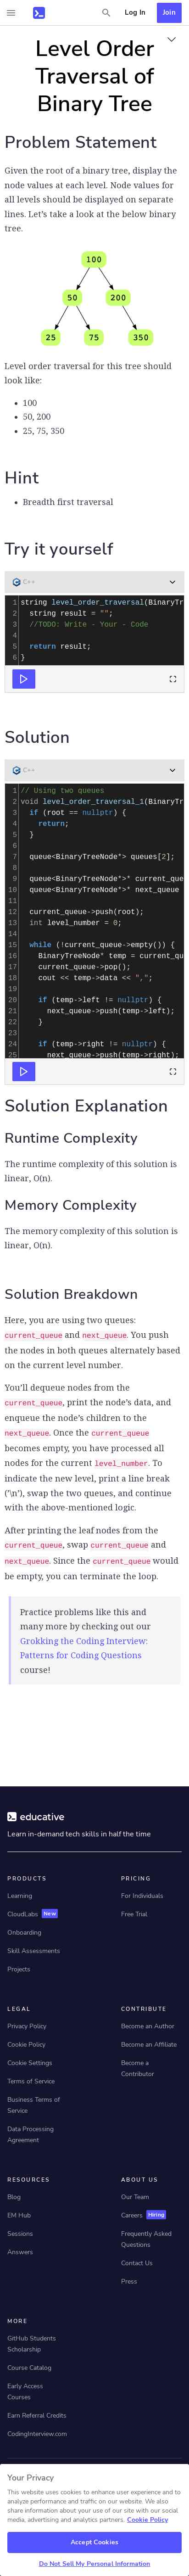 Log In
Join
Level Order
Traversal of
Binary Tree
Problem Statement
Given the root of a binary tree, display the
node values at each level. Node values for
all levels should be displayed on separate
lines. Let's take a look at the below binary
tree.
100
50
200
25
75
350
Level order traversal for this tree should
look like:
• 100
• 50, 200
• 25, 75, 350
Hint
• Breadth first traversal
Try it yourself
C++
1 string level_order_traversal(BinaryTr
2 string result = "";
3 //TODO: Write - Your - Code
4
5 return result;
6 }
Solution
C++
1 // Using two queues
2 void level_order_traversal_1(BinaryTr
3 if (root == nullptr) {
4 return;
5 }
6
7 queue<BinaryTreeNode*> queues[2];
8
9 queue<BinaryTreeNode*>* current_que
10 queue<BinaryTreeNode*>* next_queue
11
12 current_queue->push(root);
13 int level_number = 0;
14
15 while (!current_queue->empty()) {
16 BinaryTreeNode* temp = current_qu
17 current_queue->pop();
18 cout << temp->data << ",";
19
20 if (temp->left != nullptr) {
21 next_queue->push(temp->left);
22 }
23
24 if (temp->right != nullptr) {
25 next_queue->push(temp->right);
Solution Explanation
Runtime Complexity
The runtime complexity of this solution is
linear, O(n).
Memory Complexity
The memory complexity of this solution is
linear, O(n).
Solution Breakdown
Here, you are using two queues:
current_queue and next_queue. You push
the nodes in both queues alternately based
on the current level number.
You'll dequeue nodes from the
current_queue, print the node's data, and
enqueue the node's children to the
next_queue. Once the current_queue
becomes empty, you have processed all
nodes for the current level_number. To
indicate the new level, print a line break
('\n'), swap the two queues, and continue
with the above-mentioned logic.
After printing the leaf nodes from the
current_queue, swap current_queue and
next_queue. Since the current_queue would
be empty, you can terminate the loop.
Practice problems like this and
many more by checking out our
Grokking the Coding Interview:
Patterns for Coding Questions
course!
educative
Learn in-demand tech skills in half the time
PRODUCTS
Learning
CloudLabs New
Onboarding
Skill Assessments
Projects
PRICING
For Individuals
Free Trial
LEGAL
Privacy Policy
Cookie Policy
Cookie Settings
Terms of Service
Business Terms of
Service
Data Processing
Agreement
CONTRIBUTE
Become an Author
Become an Affiliate
Become a
Contributor
RESOURCES
Blog
EM Hub
Sessions
Answers
ABOUT US
Our Team
Careers Hiring
Frequently Asked
Questions
Contact Us
Press
MORE
GitHub Students
Scholarship
Course Catalog
Early Access
Courses
Earn Referral Credits
CodingInterview.com
Your Privacy
This website uses cookies to enhance user experience and to
analyze performance and traffic on our website. We also
may share information about your use of our site with our
social media, advertising and analytics partners. Cookie Policy
Accept Cookies
Do Not Sell My Personal Information